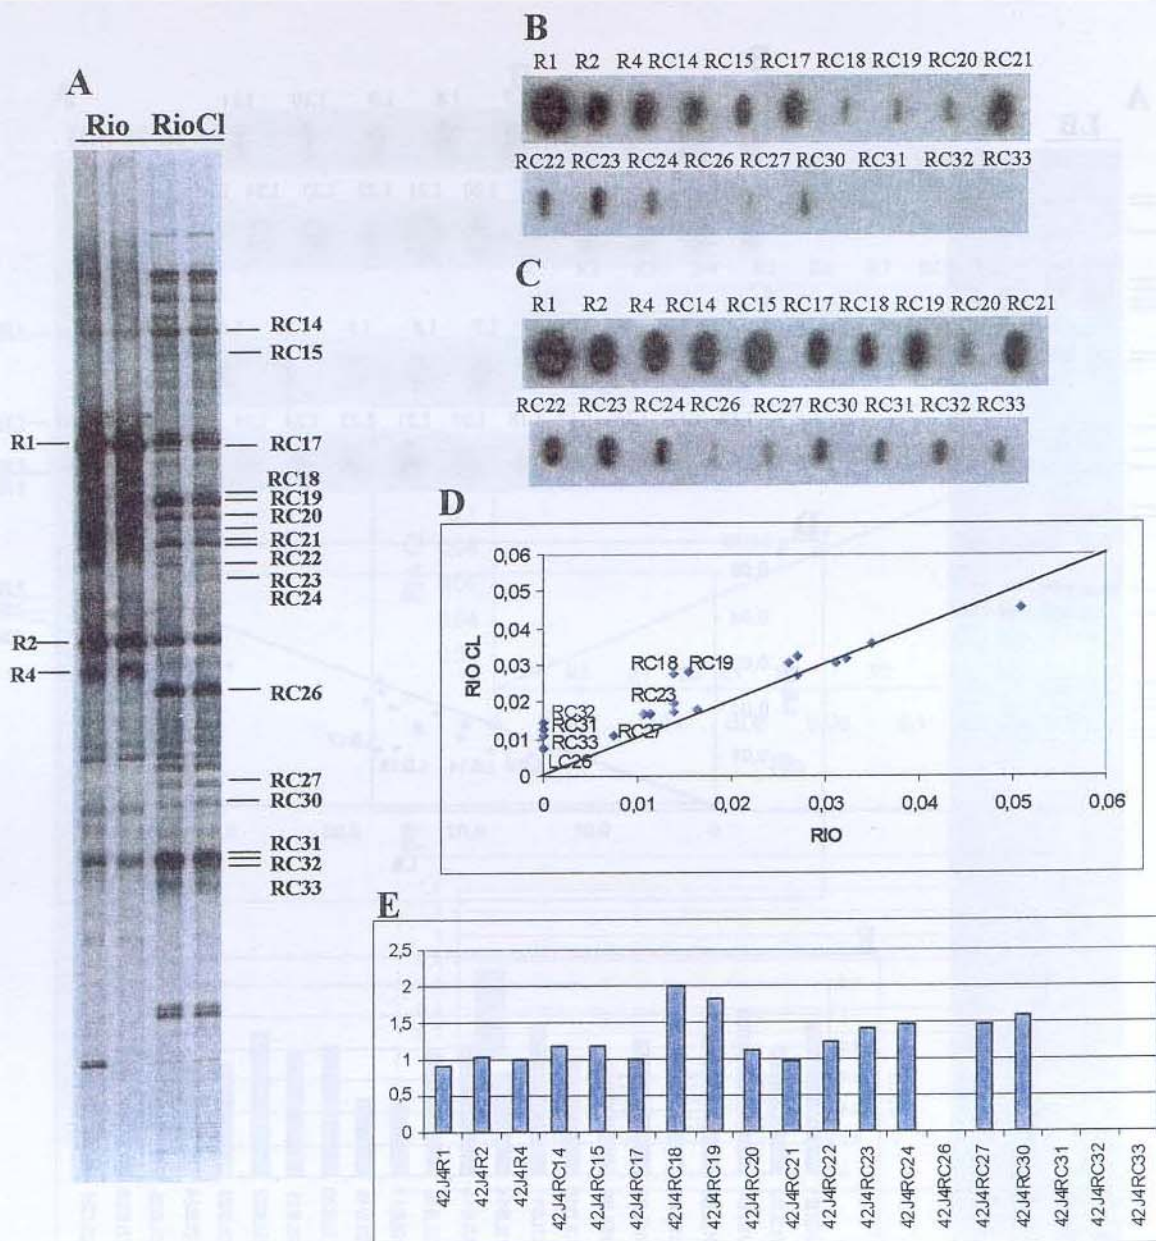 A
Rio RioCl
R1
R2
R4
RC14
RC15
RC17
RC18
RC19
RC20
RC21
RC22
RC23
RC24
RC26
RC27
RC30
RC31
RC32
RC33
B
R1 R2 R4 RC14 RC15 RC17 RC18 RC19 RC20 RC21
RC22 RC23 RC24 RC26 RC27 RC30 RC31 RC32 RC33
C
R1 R2 R4 RC14 RC15 RC17 RC18 RC19 RC20 RC21
RC22 RC23 RC24 RC26 RC27 RC30 RC31 RC32 RC33
D
RIO CL
0,06
0,05
0,04
0,03
0,02
0,01
0
RC18 RC19
RC23
RC32
RC31
RC27
RC33
LC26
0 0,01 0,02 0,03 0,04 0,05 0,06
RIO
E
2,5
2
1,5
1
0,5
0
42J4R1
42J4R2
42J4R4
42J4RC14
42J4RC15
42J4RC17
42J4RC18
42J4RC19
42J4RC20
42J4RC21
42J4RC22
42J4RC23
42J4RC24
42J4RC26
42J4RC27
42J4RC30
42J4RC31
42J4RC32
42J4RC33